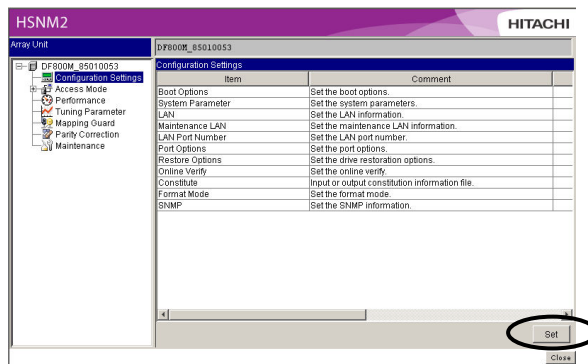 HSNM2
HITACHI
Array Unit
DF800M_85010053
DF800M_85010053
Configuration Settings
Access Mode
Performance
Tuning Parameter
Mapping Guard
Parity Correction
Maintenance
Configuration Settings
Item Comment
Boot Options Set the boot options.
System Parameter Set the system parameters.
LAN Set the LAN information.
Maintenance LAN Set the maintenance LAN information.
LAN Port Number Set the LAN port number.
Port Options Set the port options.
Restore Options Set the drive restoration options.
Online Verify Set the online verify.
Constitute Input or output constitution information file.
Format Mode Set the format mode.
SNMP Set the SNMP information.
Set
Close